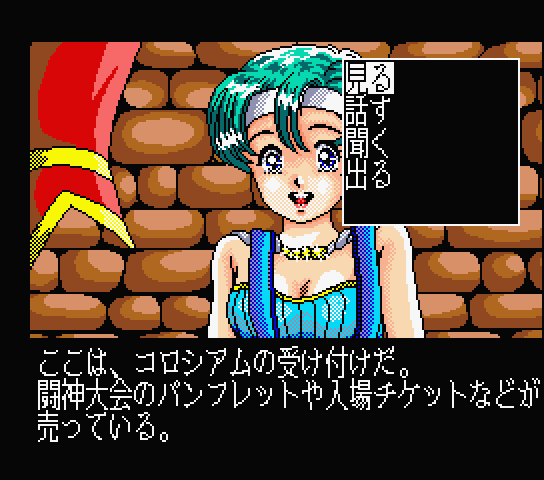 見る
話す
聞く
出る
ここは、コロシアムの受け付けだ。
闘神大会のパンフレットや入場チケットなどが
売っている。